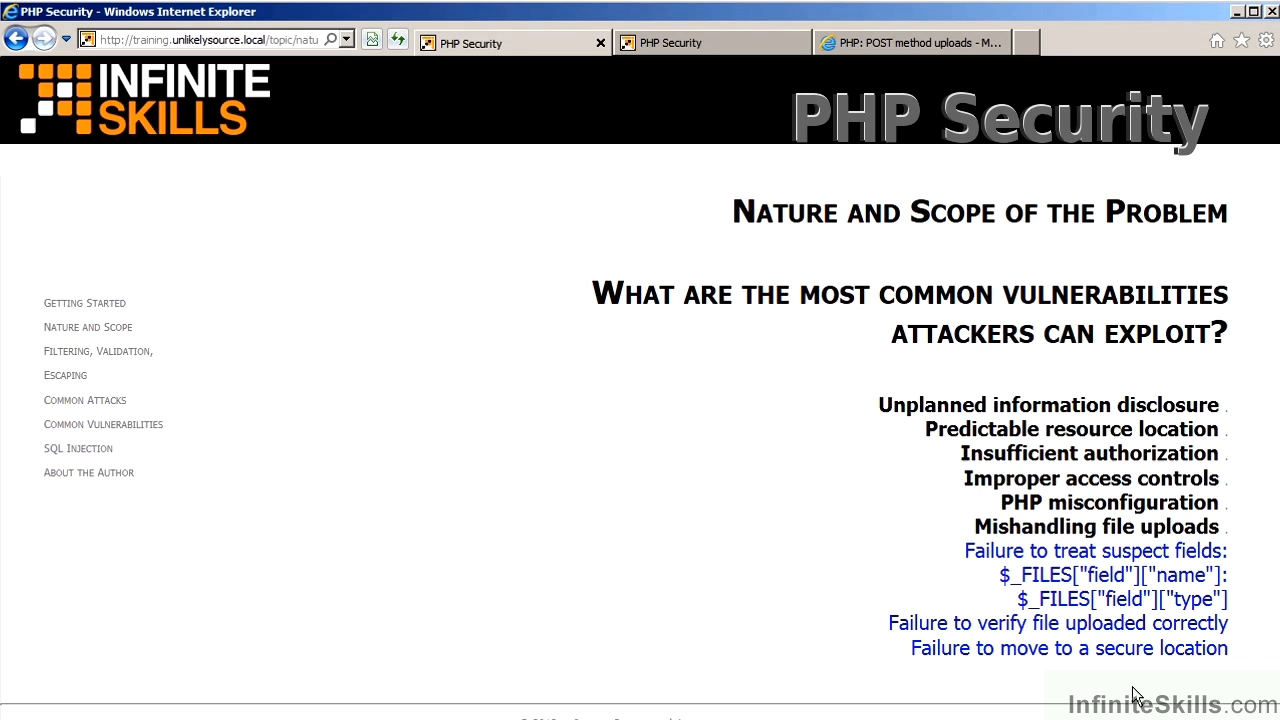 PHP Security - Windows Internet Explorer
http://training.unlikelysource.local/topic/natu
PHP Security
PHP Security
PHP: POST method uploads - M...
INFINITE
SKILLS
PHP Security
NATURE AND SCOPE OF THE PROBLEM
WHAT ARE THE MOST COMMON VULNERABILITIES
ATTACKERS CAN EXPLOIT?
GETTING STARTED
NATURE AND SCOPE
FILTERING, VALIDATION,
ESCAPING
COMMON ATTACKS
COMMON VULNERABILITIES
SQL INJECTION
ABOUT THE AUTHOR
Unplanned information disclosure .
Predictable resource location .
Insufficient authorization .
Improper access controls .
PHP misconfiguration .
Mishandling file uploads .
Failure to treat suspect fields:
$_FILES["field"]["name"]:
$_FILES["field"]["type"]
Failure to verify file uploaded correctly
Failure to move to a secure location
InfiniteSkills.com